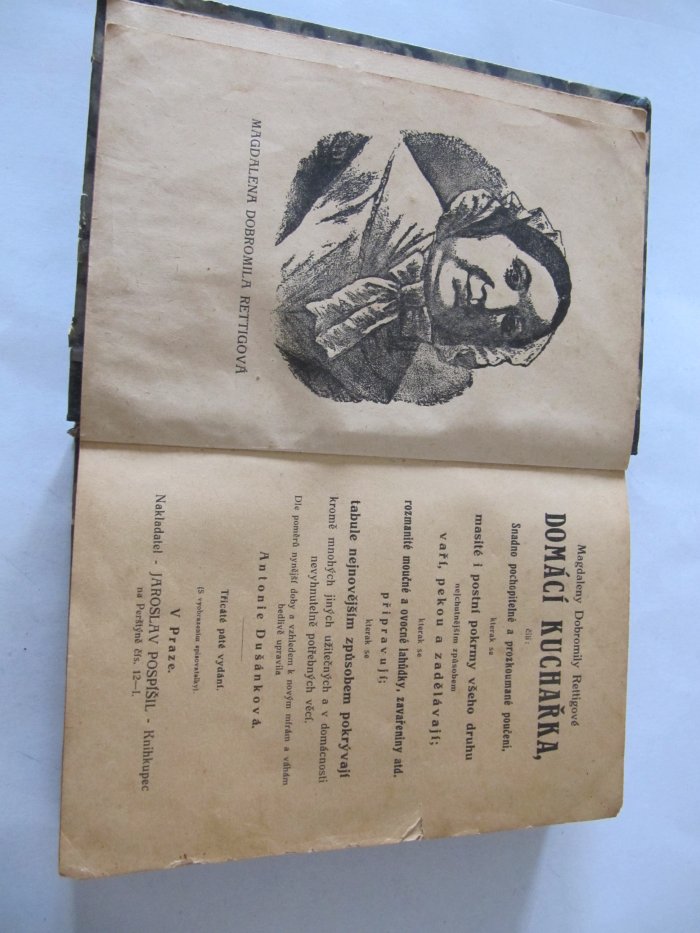 MAGDALENA DOBROMILA RETTIGOVÁ
Magdaleny Dobromily Rettigové
DOMÁCÍ KUCHAŘKA,
čili:
Snadno pochopitelné a prozkoumané poučení,
kterak se
masité i postní pokrmy všeho druhu
nejchutnějším způsobem
vaří, pekou a zadělávají;
kterak se
rozmanité moučné a ovocné lahůdky, zavařeniny atd.
připravují;
kterak se
tabule nejnovějším způsobem pokrývají
kromě mnohých jiných užitečných a v domácnosti
nevyhnutelně potřebných věcí.
Dle poměrů nynější doby a vzhledem k novým mírám a váhám
bedlivě upravila
Antonie Dušánková.
Třicáté páté vydání.
(S vyobrazením spisovatelky).
V Praze.
Nakladatel - JAROSLAV POSPÍŠIL - Knihkupec
na Perštýně čís. 12—I.